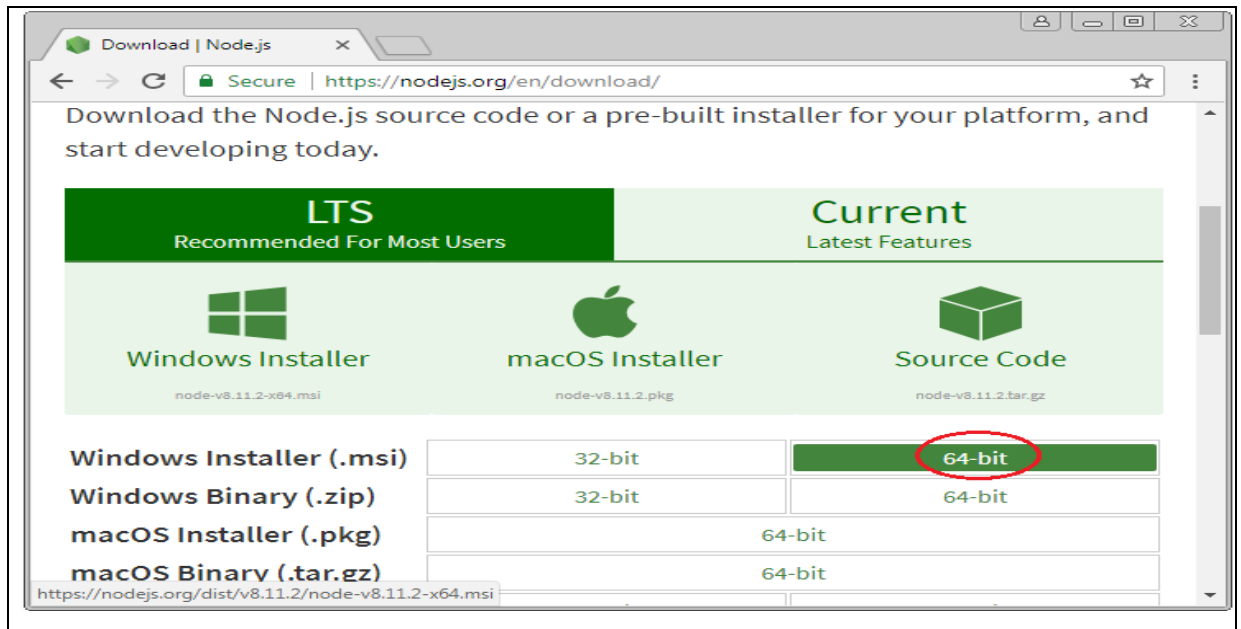 Download | Node.js
Secure | https://nodejs.org/en/download/
Download the Node.js source code or a pre-built installer for your platform, and
start developing today.
LTS
Recommended For Most Users
Current
Latest Features
Windows Installer
node-v8.11.2-x64.msi
macOS Installer
node-v8.11.2.pkg
Source Code
node-v8.11.2.tar.gz
Windows Installer (.msi) 32-bit 64-bit
Windows Binary (.zip) 32-bit 64-bit
macOS Installer (.pkg) 64-bit
macOS Binary (.tar.gz) 64-bit
https://nodejs.org/dist/v8.11.2/node-v8.11.2-x64.msi